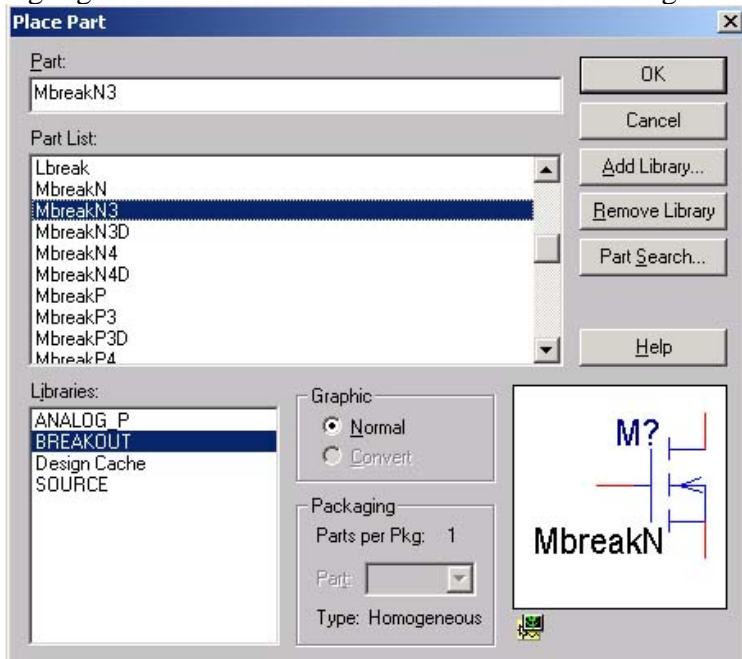 Place Part
Part:
MbreakN3
OK
Cancel
Part List:
Lbreak
MbreakN
MbreakN3
MbreakN3D
MbreakN4
MbreakN4D
MbreakP
MbreakP3
MbreakP3D
MbreakP4
Add Library...
Remove Library
Part Search...
Help
Libraries:
ANALOG_P
BREAKOUT
Design Cache
SOURCE
Graphic
Normal
Convert
Packaging
Parts per Pkg: 1
Part:
Type: Homogeneous
M?
MbreakN